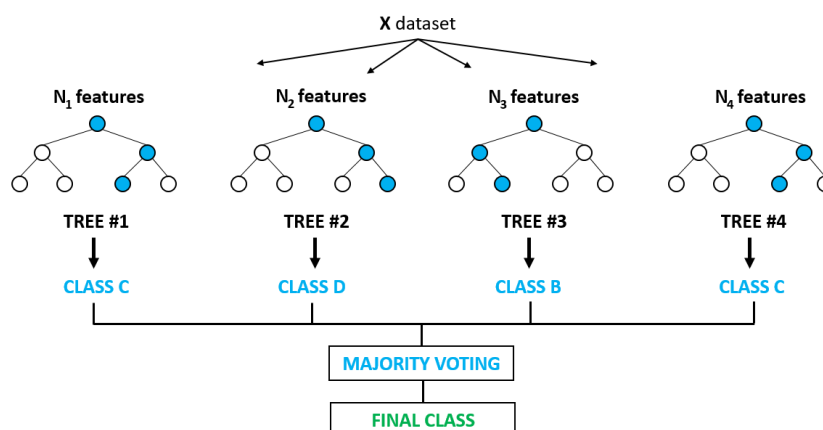 X dataset
N1 features
N2 features
N3 features
N4 features
TREE #1
TREE #2
TREE #3
TREE #4
CLASS C
CLASS D
CLASS B
CLASS C
MAJORITY VOTING
FINAL CLASS